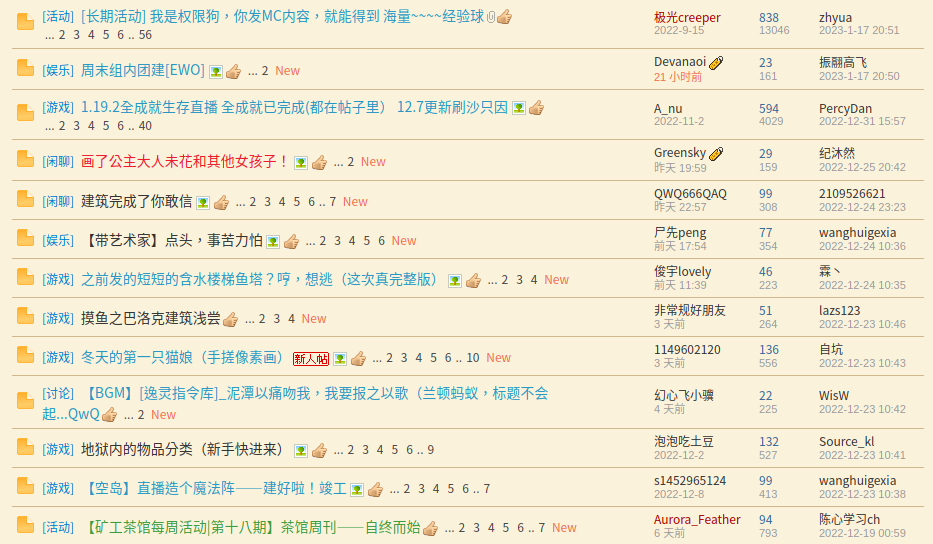 [活动] [长期活动] 我是权限狗，你发MC内容，就能得到 海量~~~~经验球
... 2 3 4 5 6 .. 56
极光creeper 838 zhyua
2022-9-15 13046 2023-1-17 20:51
[娱乐] 周末组内团建[EWO] ... 2 New
Devanaoi 23 振翮高飞
21 小时前 161 2023-1-17 20:50
[游戏] 1.19.2全成就生存直播 全成就已完成(都在帖子里） 12.7更新刷沙只因
... 2 3 4 5 6 .. 40
A_nu 594 PercyDan
2022-11-2 4029 2022-12-31 15:57
[闲聊] 画了公主大人未花和其他女孩子！ ... 2 New
Greensky 29 纪沐然
昨天 19:59 159 2022-12-25 20:42
[闲聊] 建筑完成了你敢信 ... 2 3 4 5 6 .. 7 New
QWQ666QAQ 99 2109526621
昨天 22:57 308 2022-12-24 23:23
[娱乐] 【带艺术家】点头，事苦力怕 ... 2 3 4 5 6 New
尸先peng 77 wanghuigexia
前天 17:54 354 2022-12-24 10:36
[游戏] 之前发的短短的含水楼梯鱼塔？哼，想逃（这次真完整版） ... 2 3 4 New
俊宇lovely 46 霖丶
前天 11:39 223 2022-12-24 10:35
[游戏] 摸鱼之巴洛克建筑浅尝 ... 2 3 4 New
非常规好朋友 51 lazs123
3 天前 264 2022-12-23 10:46
[游戏] 冬天的第一只猫娘（手搓像素画） 新人帖 ... 2 3 4 5 6 .. 10 New
1149602120 136 自坑
3 天前 556 2022-12-23 10:43
[讨论] 【BGM】[逸灵指令库]_泥潭以痛吻我，我要报之以歌（兰顿蚂蚁，标题不会
起...QwQ ... 2 New
幻心飞小骥 22 WisW
4 天前 225 2022-12-23 10:42
[游戏] 地狱内的物品分类（新手快进来） ... 2 3 4 5 6 .. 9
泡泡吃土豆 132 Source_kl
2022-12-2 527 2022-12-23 10:41
[游戏] 【空岛】直播造个魔法阵——建好啦！竣工 ... 2 3 4 5 6 .. 7
s1452965124 99 wanghuigexia
2022-12-8 413 2022-12-23 10:38
[活动] 【矿工茶馆每周活动|第十八期】茶馆周刊——自终而始 ... 2 3 4 5 6 .. 7 New
Aurora_Feather 94 陈心学习ch
6 天前 793 2022-12-19 00:59